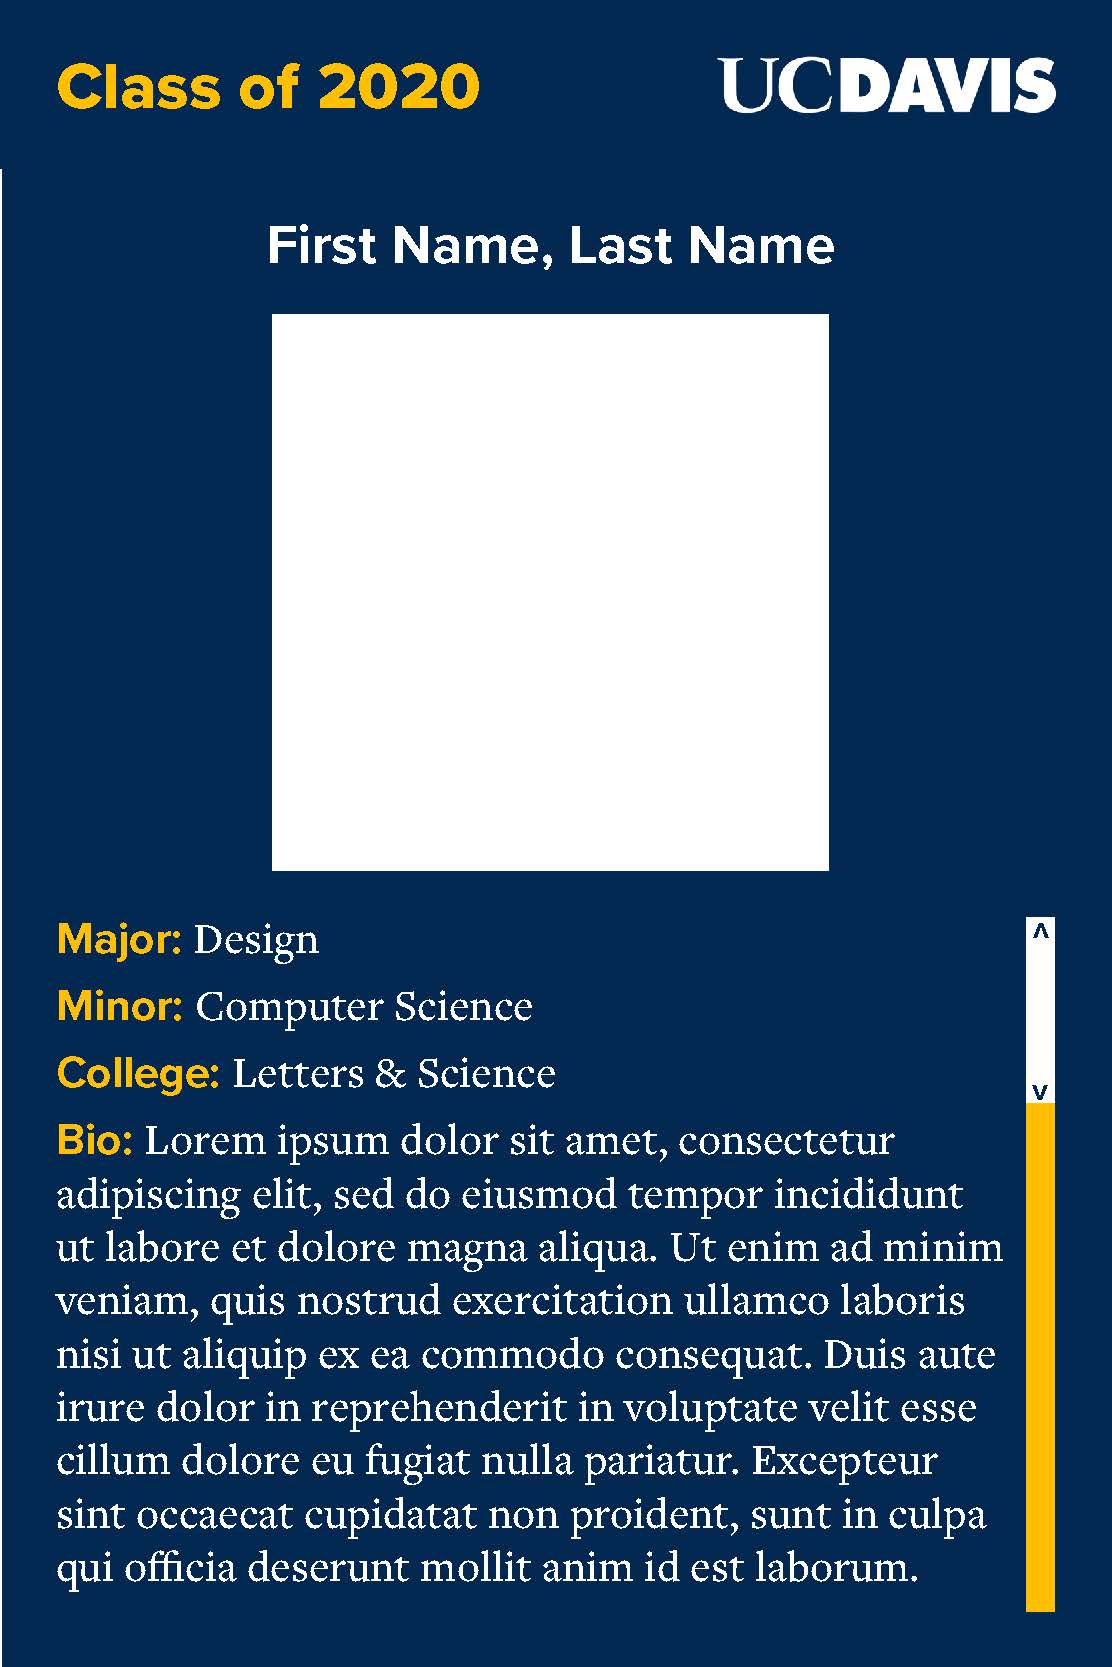 Class of 2020
UCDAVIS
First Name, Last Name
Major: Design
Minor: Computer Science
College: Letters & Science
Bio: Lorem ipsum dolor sit amet, consectetur
adipiscing elit, sed do eiusmod tempor incididunt
ut labore et dolore magna aliqua. Ut enim ad minim
veniam, quis nostrud exercitation ullamco laboris
nisi ut aliquip ex ea commodo consequat. Duis aute
irure dolor in reprehenderit in voluptate velit esse
cillum dolore eu fugiat nulla pariatur. Excepteur
sint occaecat cupidatat non proident, sunt in culpa
qui officia deserunt mollit anim id est laborum.